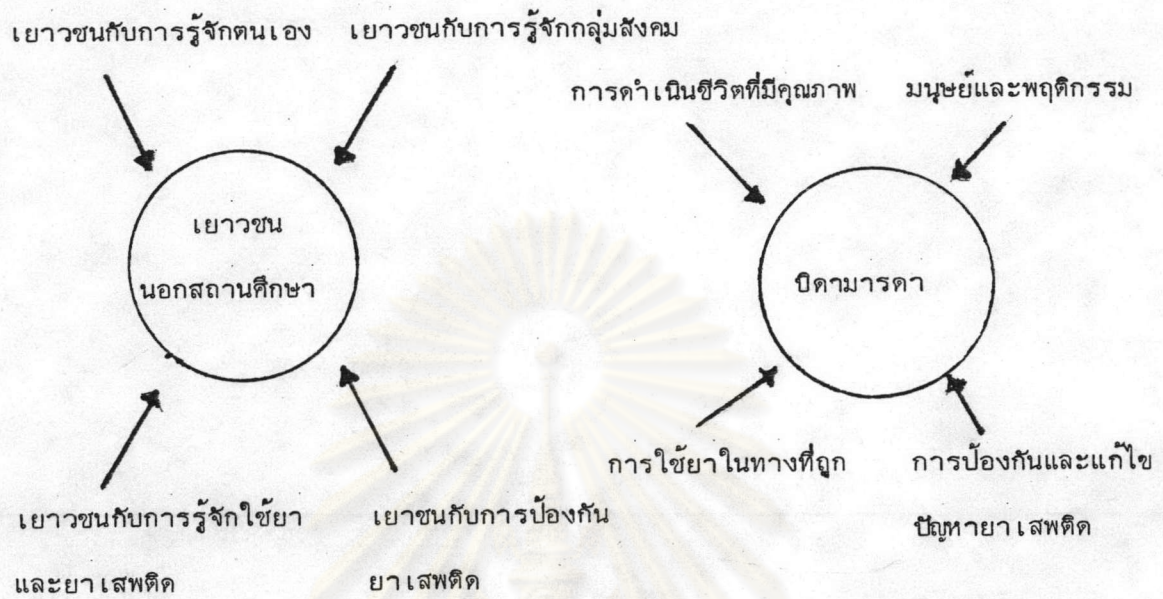 เยาวชนกับการรู้จักตนเอง เยาวชนกับการรู้จักกลุ่มสังคม
การดำเนินชีวิตที่มีคุณภาพ มนุษย์และพฤติกรรม
เยาวชน
นอกสถานศึกษา
บิดามารดา
การใช้ยาในทางที่ถูก การป้องกันและแก้ไข
ปัญหายาเสพติด
เยาวชนกับการรู้จักใช้ยา เยาชนกับการป้องกัน
และยาเสพติด ยาเสพติด